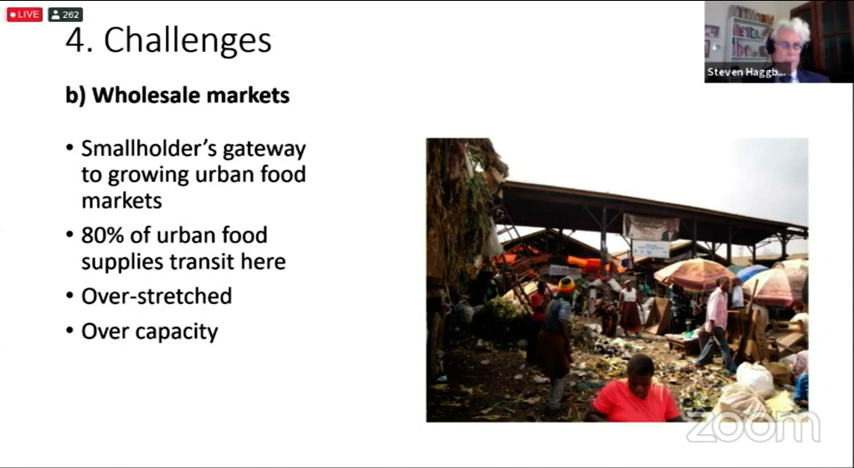 LIVE
262
4. Challenges
Steven Haggb...
b) Wholesale markets
• Smallholder's gateway
to growing urban food
markets
• 80% of urban food
supplies transit here
• Over-stretched
• Over capacity
zoom